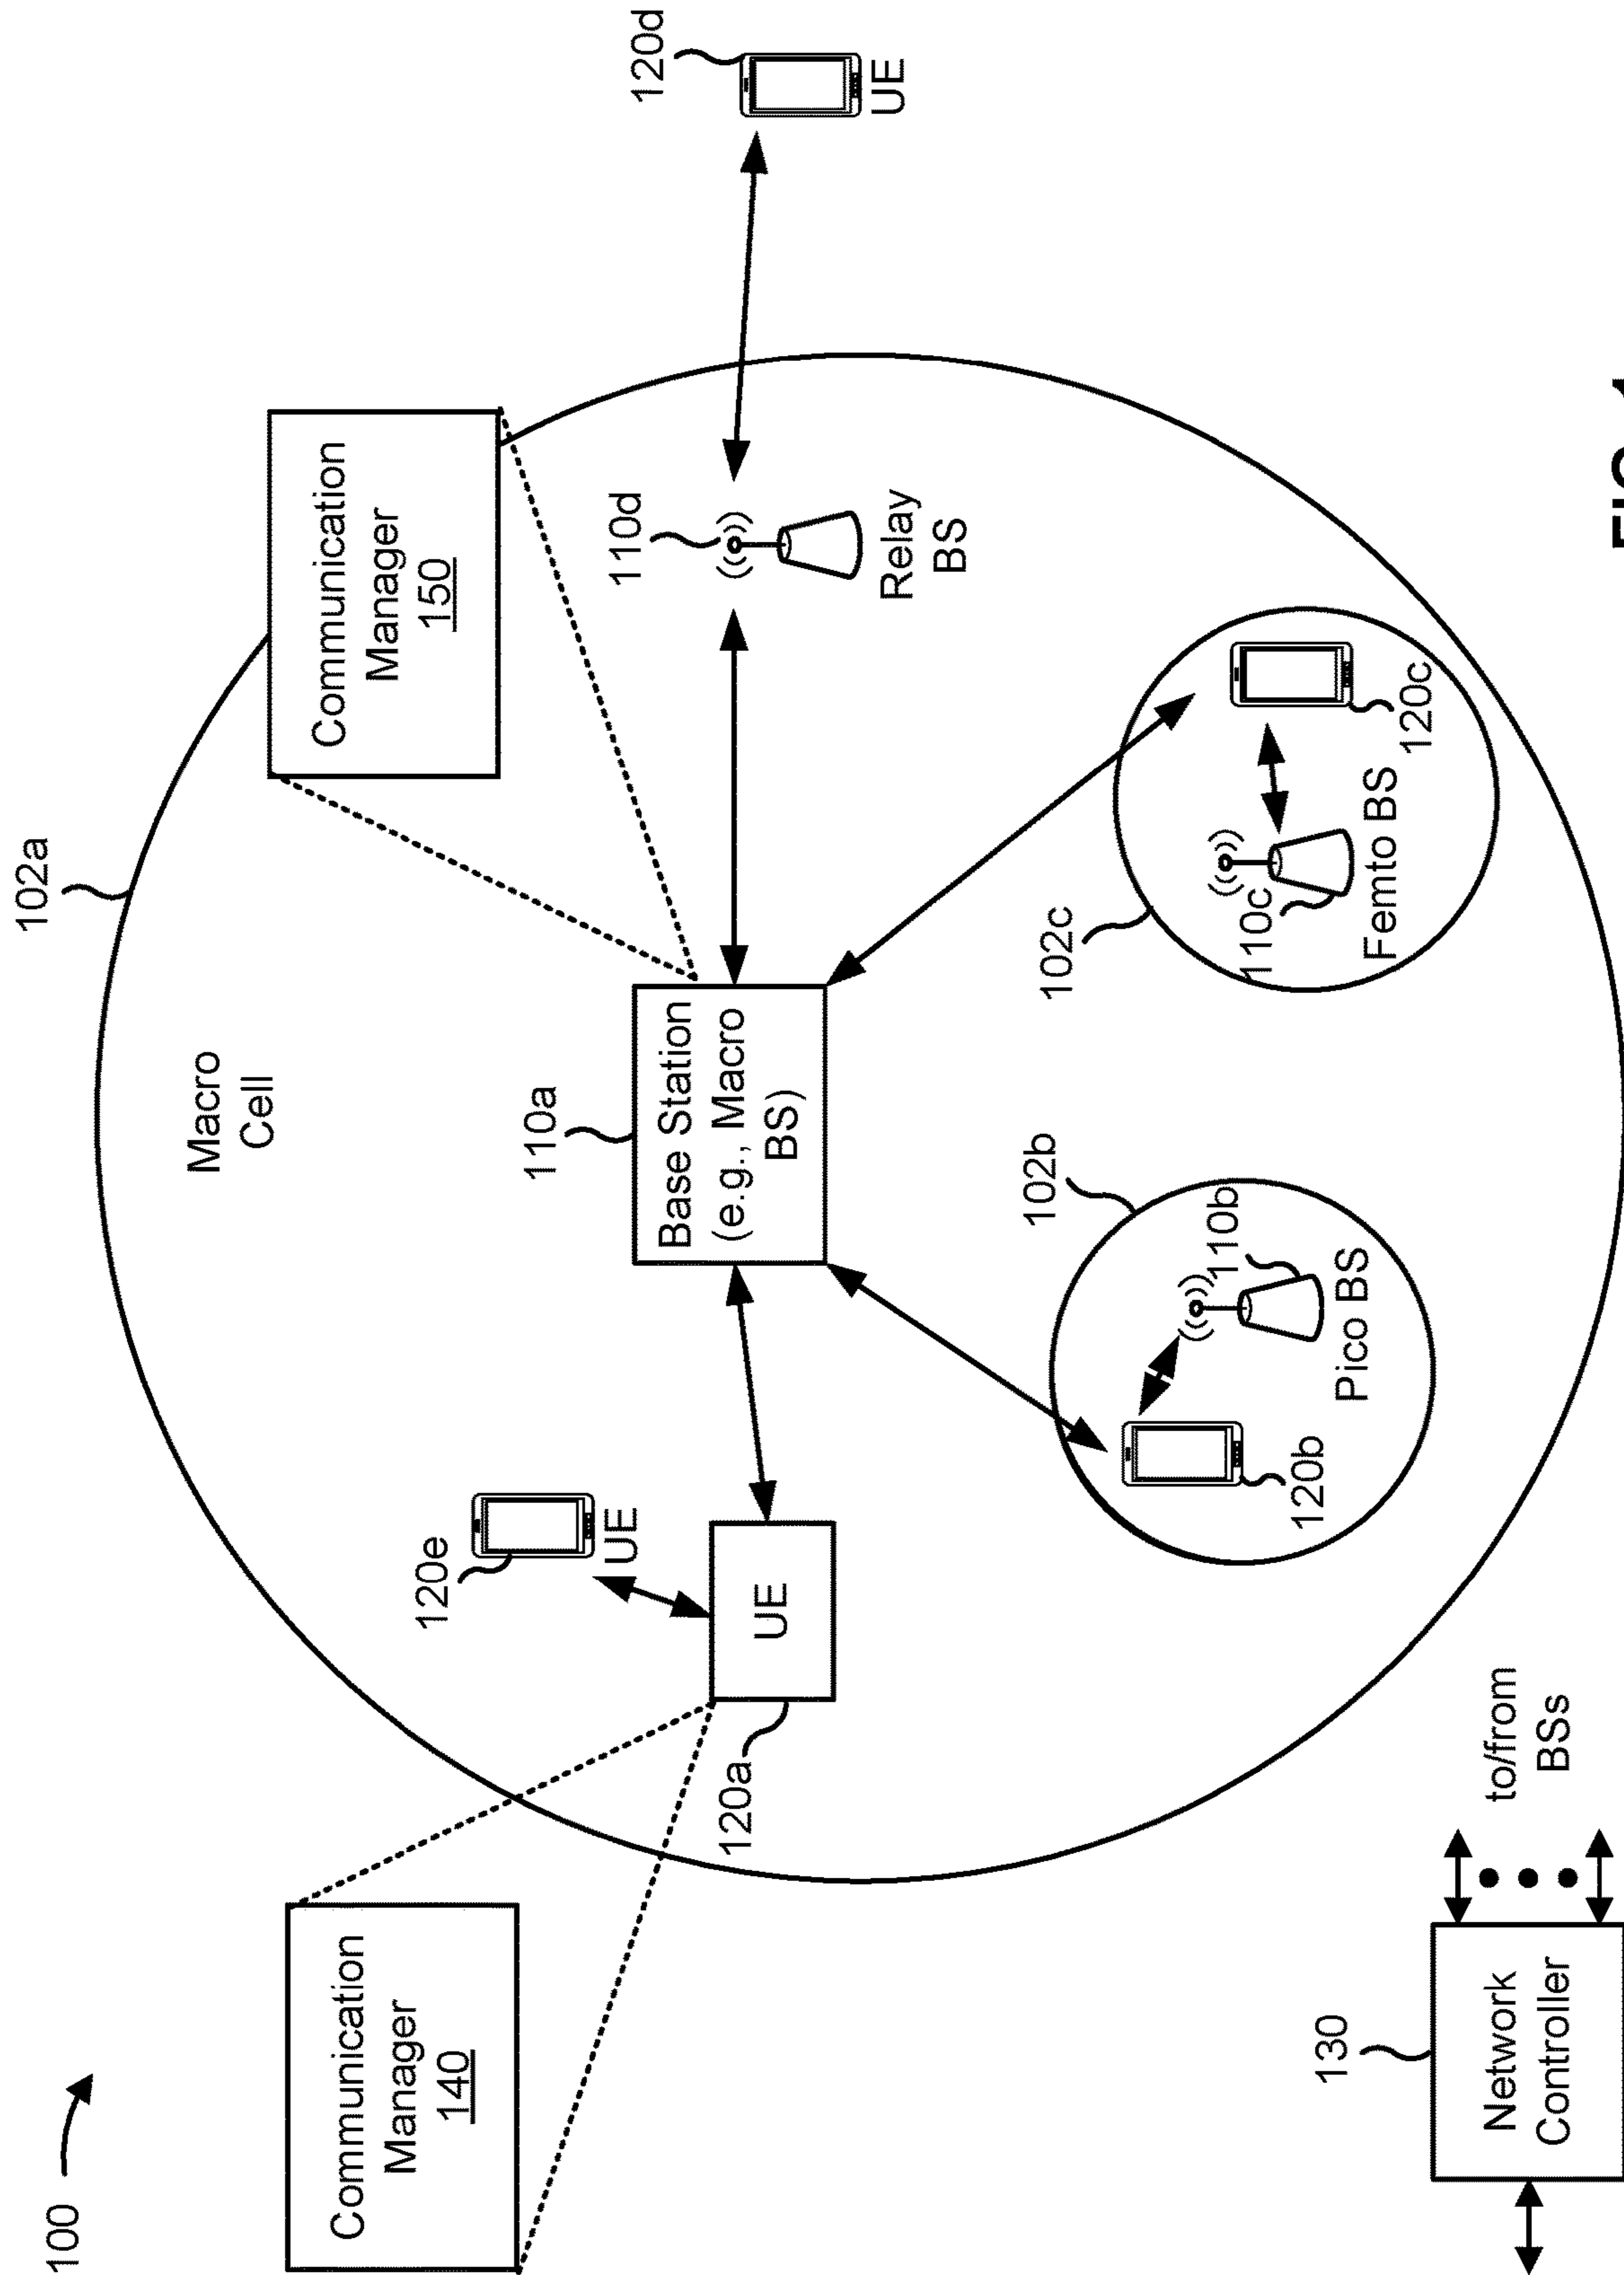 100
102a
Macro
Cell
Communication
Manager
140
Communication
Manager
150
120e
UE
110a
Base Station
(e.g., Macro
BS)
110d
Relay
BS
120d
UE
UE
120a
102b
120b
110b
Pico BS
102c
110c
Femto BS
120c
130
Network
Controller
to/from
BSs